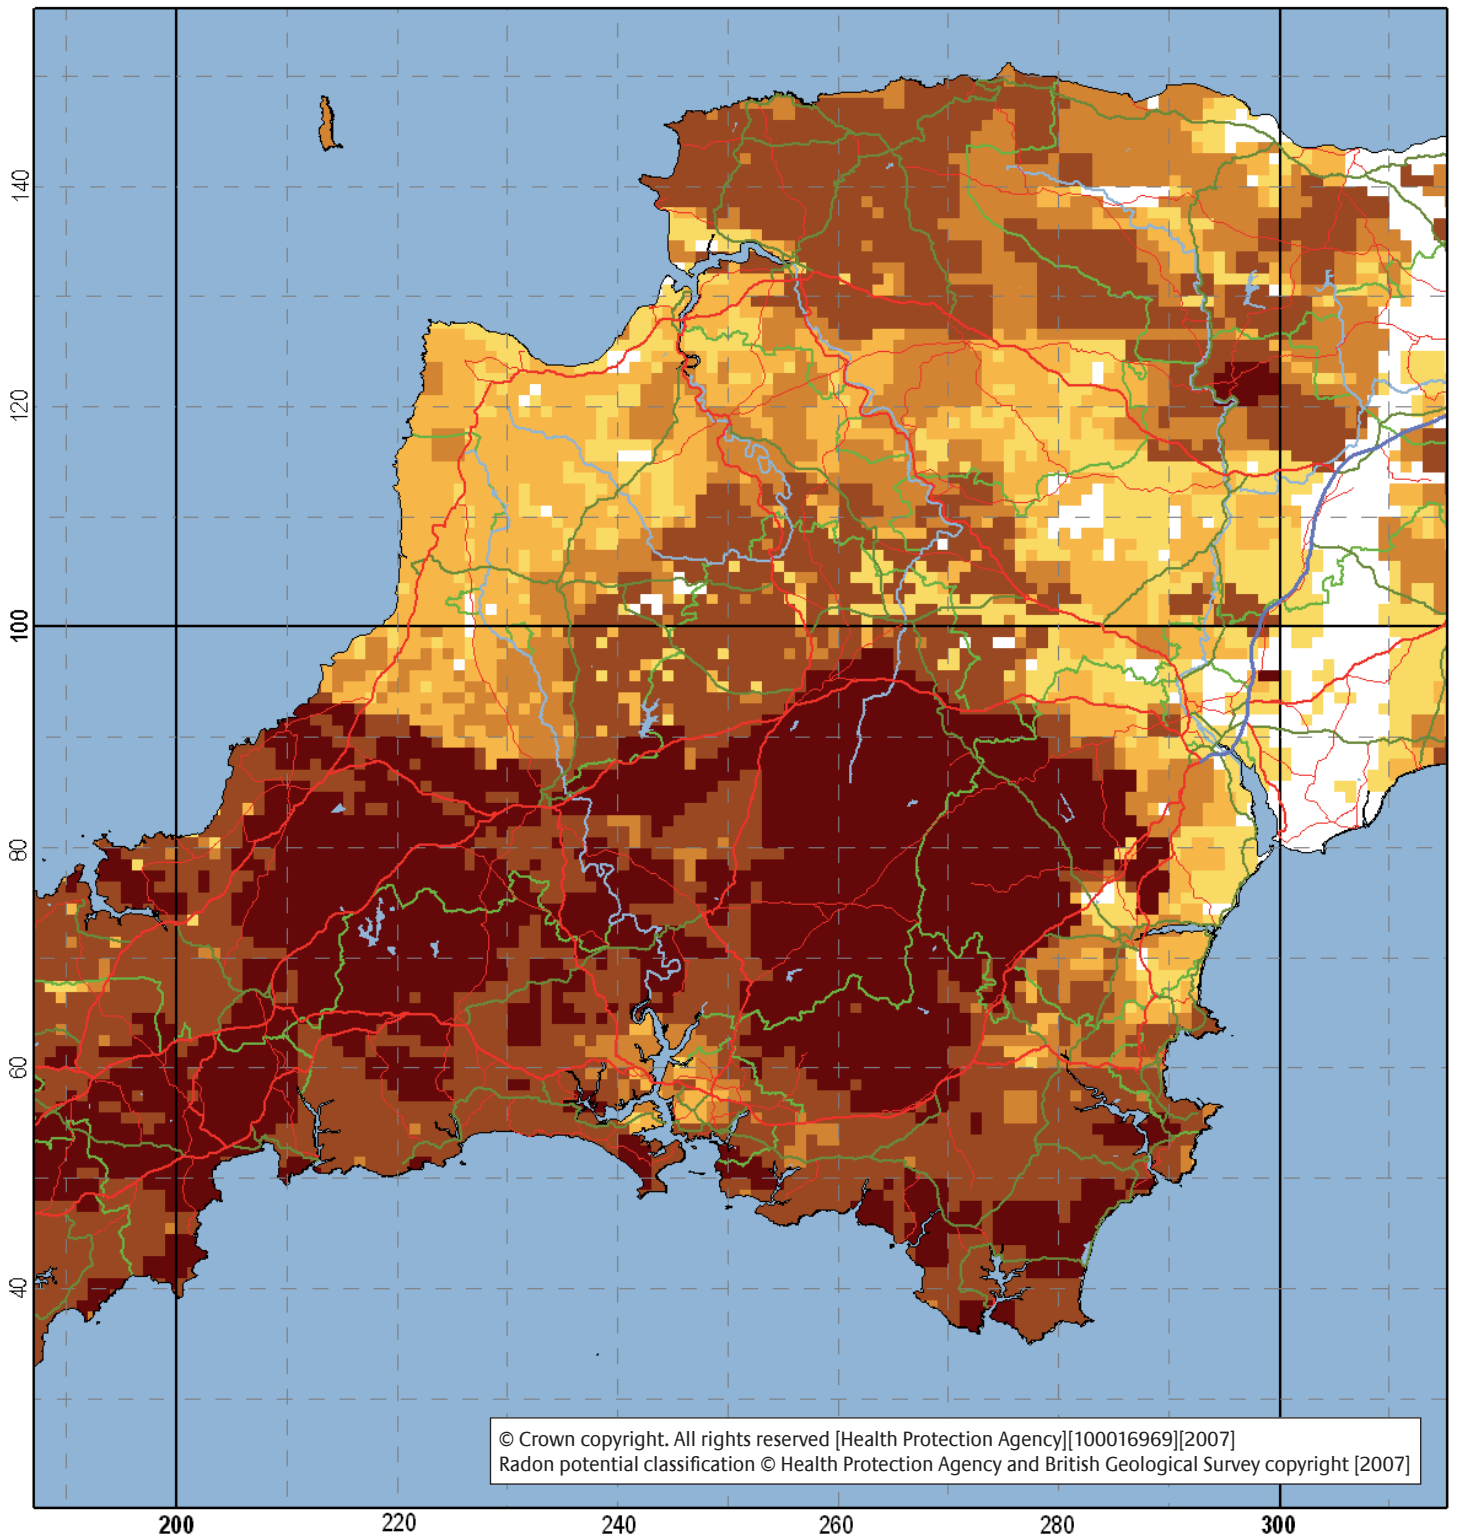 140
120
100
80
60
40
© Crown copyright. All rights reserved [Health Protection Agency][100016969][2007]
Radon potential classification © Health Protection Agency and British Geological Survey copyright [2007]
200 220 240 260 280 300